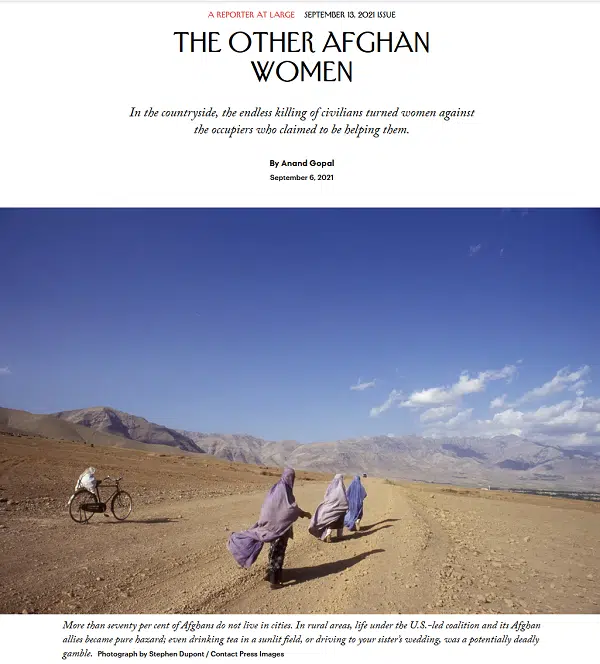 A REPORTER AT LARGE SEPTEMBER 13, 2021 ISSUE
THE OTHER AFGHAN
WOMEN
In the countryside, the endless killing of civilians turned women against
the occupiers who claimed to be helping them.
By Anand Gopal
September 6, 2021
More than seventy per cent of Afghans do not live in cities. In rural areas, life under the U.S.-led coalition and its Afghan
allies became pure hazard; even drinking tea in a sunlit field, or driving to your sister's wedding, was a potentially deadly
gamble. Photograph by Stephen Dupont / Contact Press Images